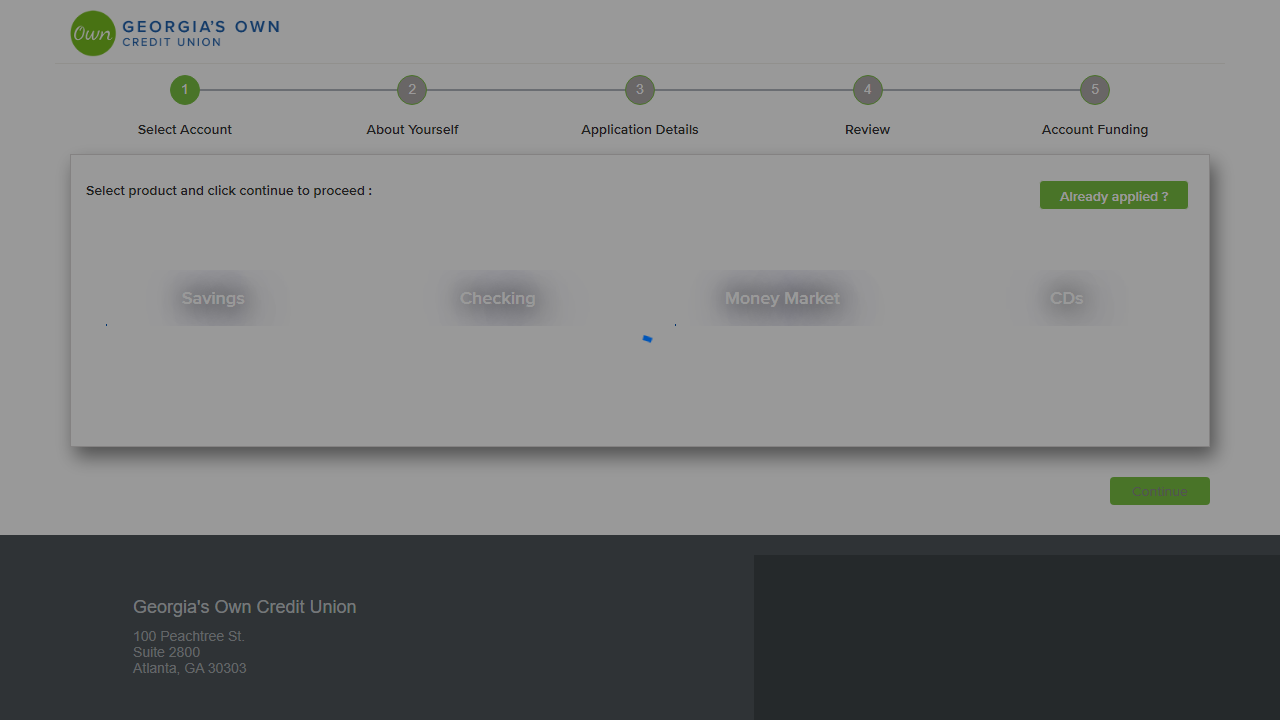 Own
GEORGIA'S OWN
CREDIT UNION
1
2
3
4
5
Select Account
About Yourself
Application Details
Review
Account Funding
Select product and click continue to proceed :
Already applied ?
Savings
Checking
Money Market
CDs
Continue
Georgia's Own Credit Union
100 Peachtree St.
Suite 2800
Atlanta, GA 30303